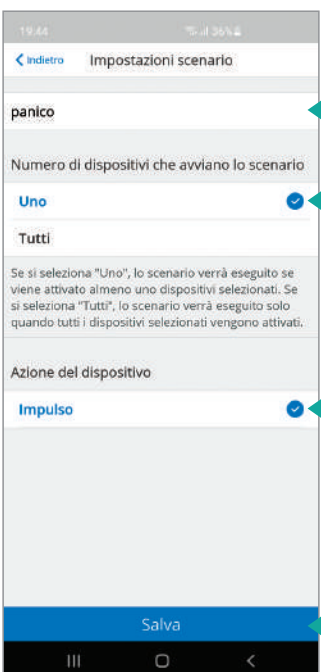 19.44 36%
Indietro Impostazioni scenario
panico
Numero di dispositivi che avviano lo scenario
Uno
Tutti
Se si seleziona "Uno", lo scenario verrà eseguito se
viene attivato almeno uno dispositivi selezionati. Se
si seleziona "Tutti", lo scenario verrà eseguito solo
quando tutti i dispositivi selezionati vengono attivati.
Azione del dispositivo
Impulso
Salva